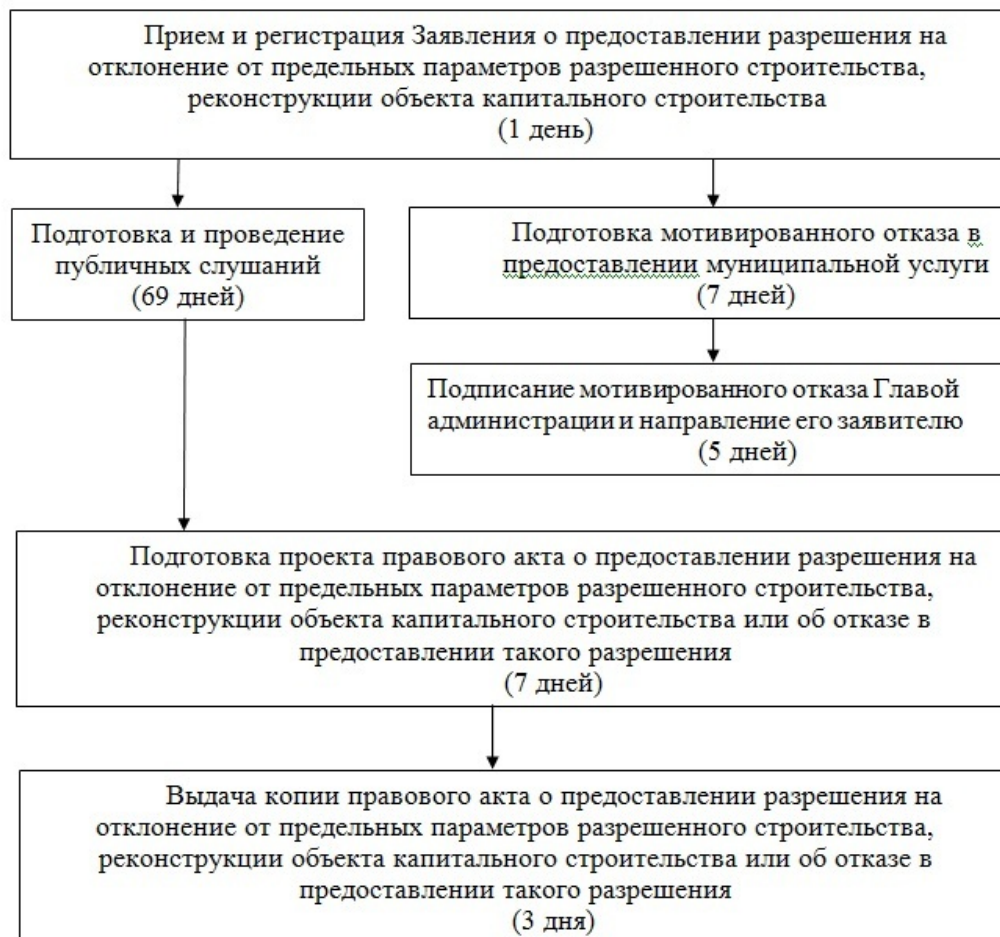 Прием и регистрация Заявления о предоставлении разрешения на
отклонение от предельных параметров разрешенного строительства,
реконструкции объекта капитального строительства
(1 день)
Подготовка и проведение
публичных слушаний
(69 дней)
Подготовка мотивированного отказа в
предоставлении муниципальной услуги
(7 дней)
Подписание мотивированного отказа Главой
администрации и направление его заявителю
(5 дней)
Подготовка проекта правового акта о предоставлении разрешения на
отклонение от предельных параметров разрешенного строительства,
реконструкции объекта капитального строительства или об отказе в
предоставлении такого разрешения
(7 дней)
Выдача копии правового акта о предоставлении разрешения на
отклонение от предельных параметров разрешенного строительства,
реконструкции объекта капитального строительства или об отказе в
предоставлении такого разрешения
(3 дня)